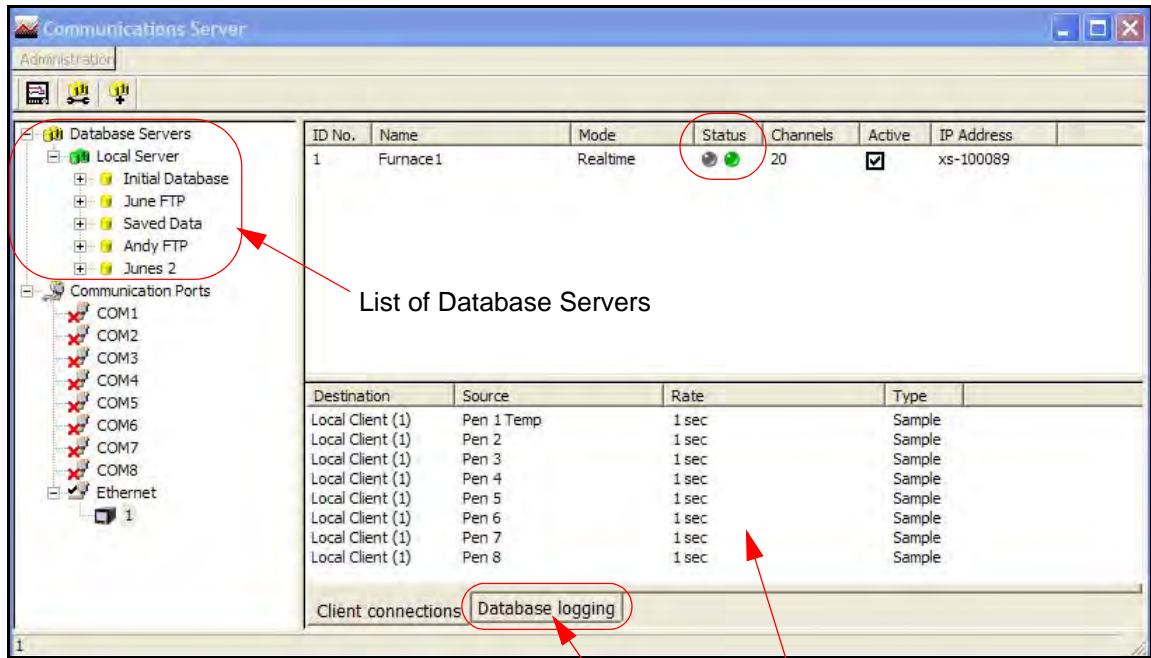 Communications Server
Administration
Database Servers
Local Server
Initial Database
June FTP
Saved Data
Andy FTP
Junes 2
Communication Ports
COM1
COM2
COM3
COM4
COM5
COM6
COM7
COM8
Ethernet
1
ID No. Name Mode Status Channels Active IP Address
1 Furnace1 Realtime 20 xs-100089
List of Database Servers
Destination Source Rate Type
Local Client (1) Pen 1 Temp 1 sec Sample
Local Client (1) Pen 2 1 sec Sample
Local Client (1) Pen 3 1 sec Sample
Local Client (1) Pen 4 1 sec Sample
Local Client (1) Pen 5 1 sec Sample
Local Client (1) Pen 6 1 sec Sample
Local Client (1) Pen 7 1 sec Sample
Local Client (1) Pen 8 1 sec Sample
Client connections Database logging
1